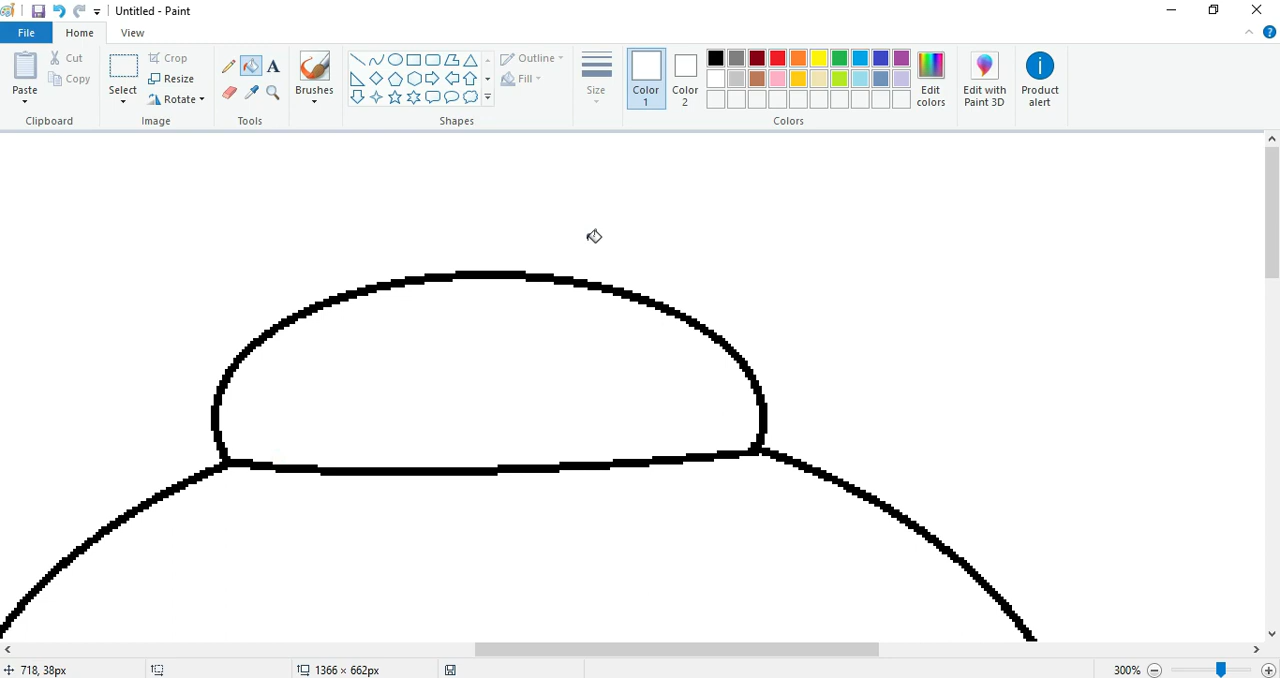 Untitled - Paint
File Home View
Paste
Cut
Copy
Clipboard
Select
Crop
Resize
Rotate
Image
A
Tools
Brushes
Outline
Fill
Shapes
Size
Color 1
Color 2
Edit colors
Colors
Edit with Paint 3D
Product alert
718, 38px
1366 × 662px
300%